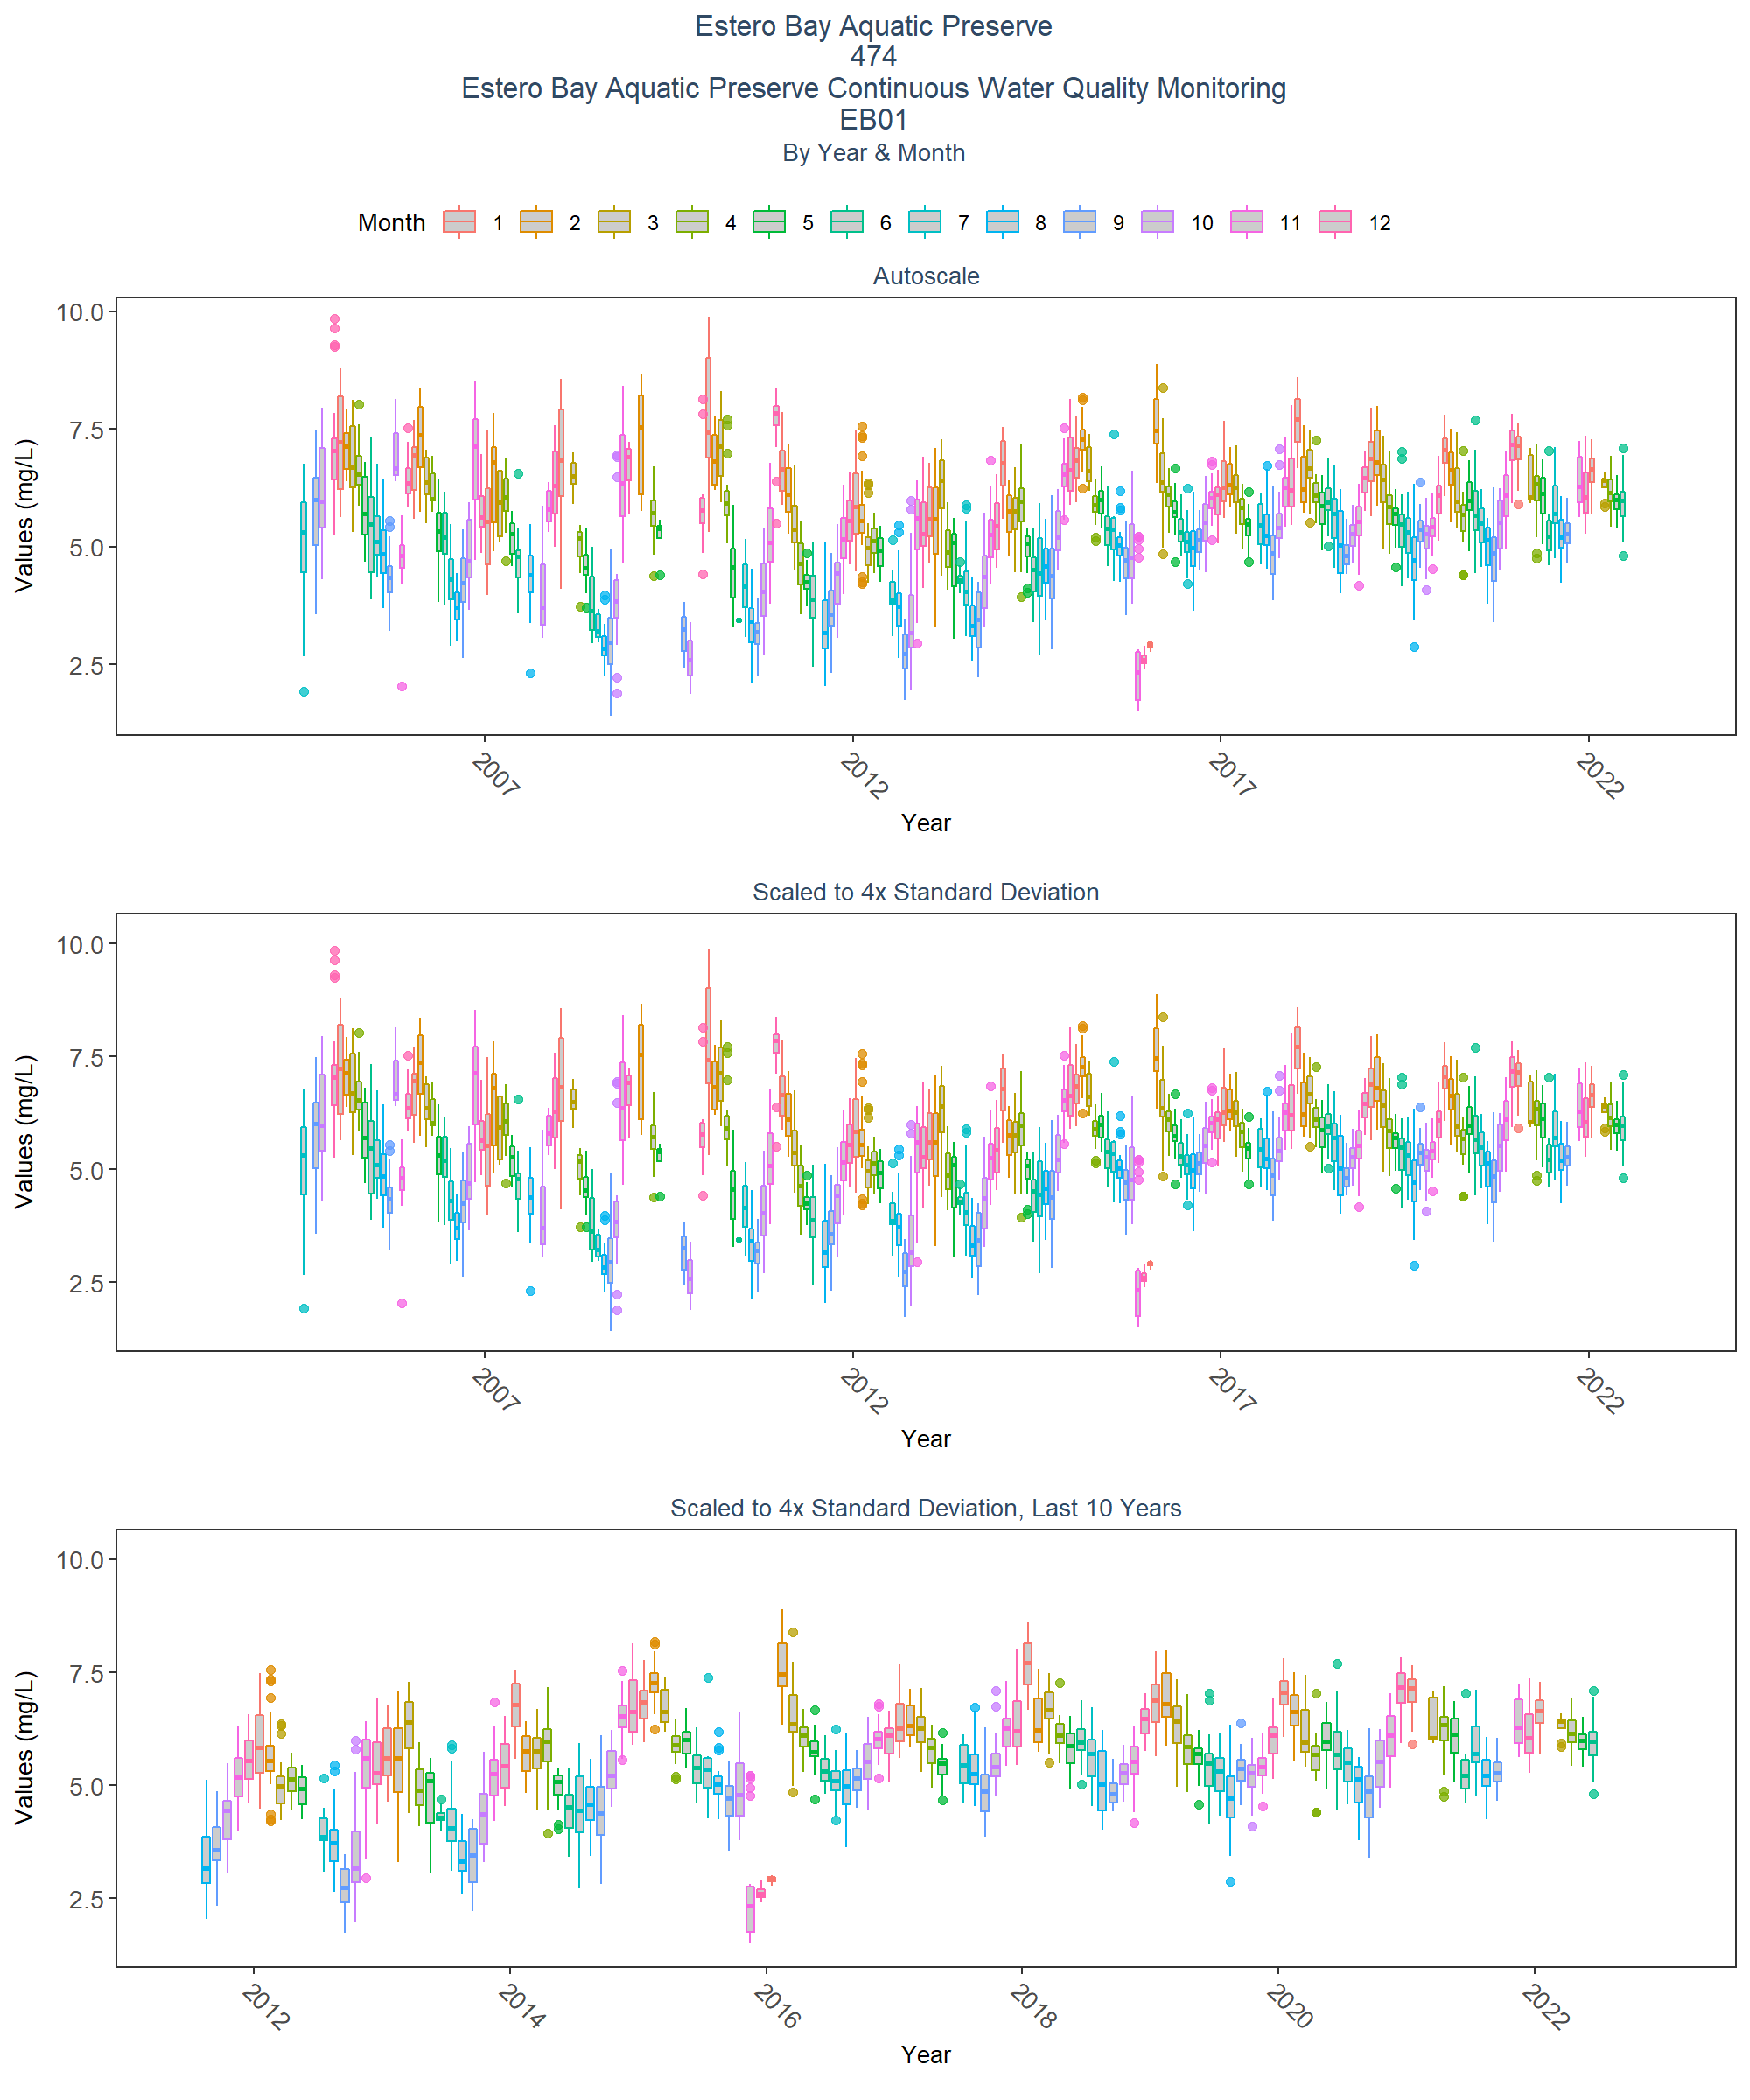 Estero Bay Aquatic Preserve
474
Estero Bay Aquatic Preserve Continuous Water Quality Monitoring
EB01
By Year & Month
Month 1 2 3 4 5 6 7 8 9 10 11 12
Autoscale
10.0
7.5
5.0
2.5
Values (mg/L)
2007 2012 2017 2022
Year
Scaled to 4x Standard Deviation
10.0
7.5
5.0
2.5
Values (mg/L)
2007 2012 2017 2022
Year
Scaled to 4x Standard Deviation, Last 10 Years
10.0
7.5
5.0
2.5
Values (mg/L)
2012 2014 2016 2018 2020 2022
Year